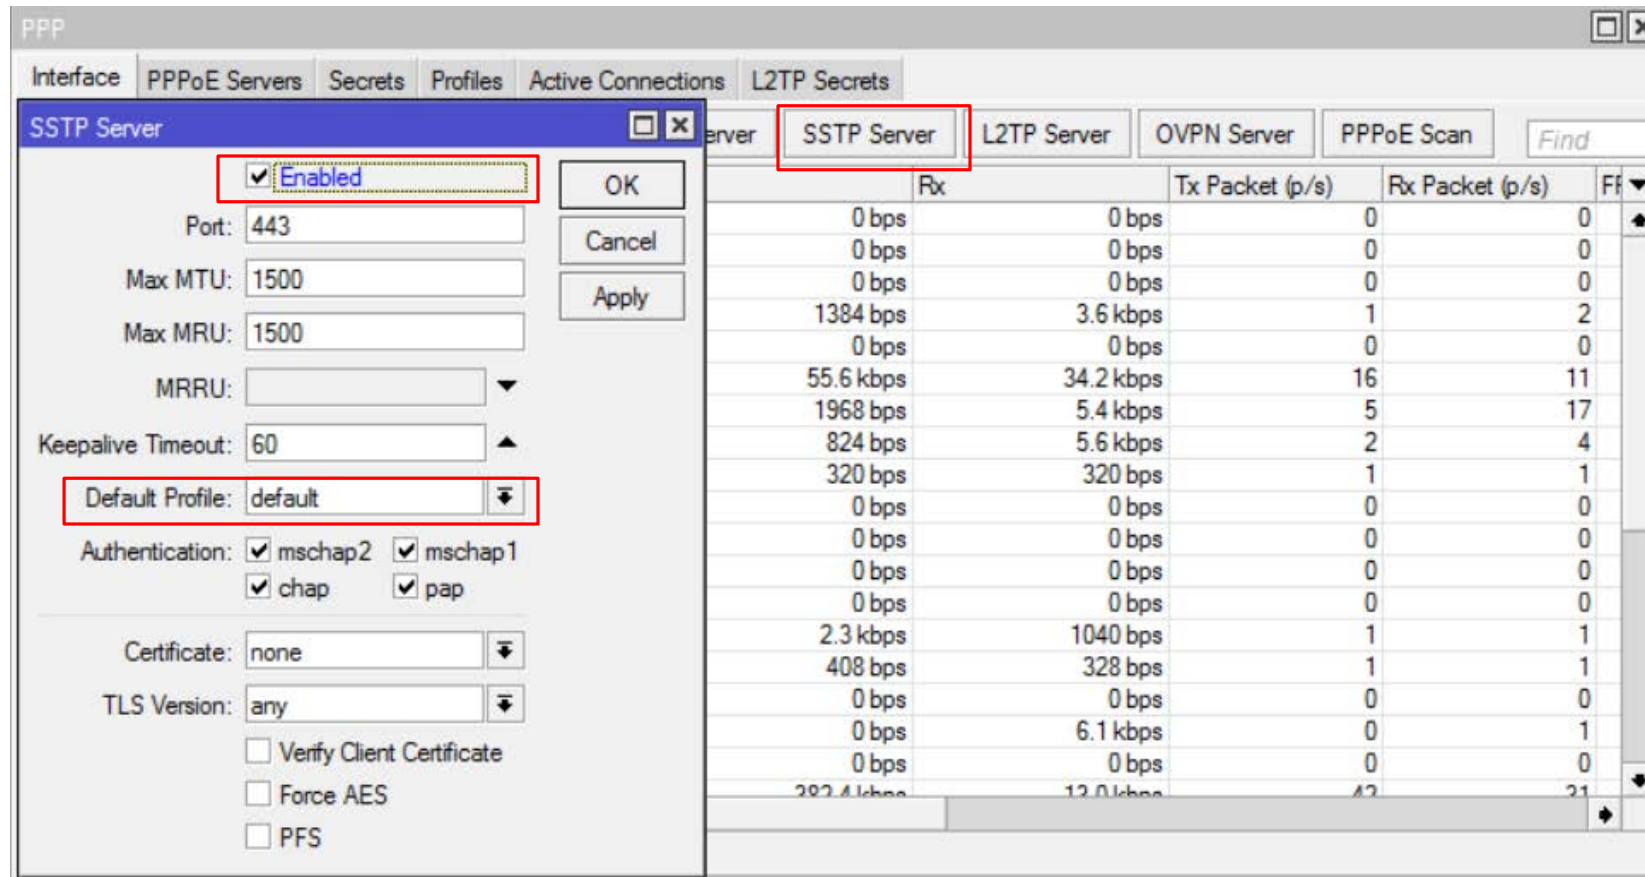 PPP
Interface PPPoE Servers Secrets Profiles Active Connections L2TP Secrets
SSTP Server
erver SSTP Server L2TP Server OVPN Server PPPoE Scan Find
Enabled
OK
Port: 443
Cancel
Max MTU: 1500
Apply
Max MRU: 1500
MRRU:
Keepalive Timeout: 60
Default Profile: default
Authentication: mschap2 mschap1
chap pap
Certificate: none
TLS Version: any
Verify Client Certificate
Force AES
PFS
Rx Tx Packet (p/s) Rx Packet (p/s)
0 bps 0 bps 0 0
0 bps 0 bps 0 0
0 bps 0 bps 0 0
1384 bps 3.6 kbps 1 2
0 bps 0 bps 0 0
55.6 kbps 34.2 kbps 16 11
1968 bps 5.4 kbps 5 17
824 bps 5.6 kbps 2 4
320 bps 320 bps 1 1
0 bps 0 bps 0 0
0 bps 0 bps 0 0
0 bps 0 bps 0 0
0 bps 0 bps 0 0
2.3 kbps 1040 bps 1 1
408 bps 328 bps 1 1
0 bps 0 bps 0 0
0 bps 6.1 kbps 0 1
0 bps 0 bps 0 0
382.4 kbps 13.0 kbps 42 31